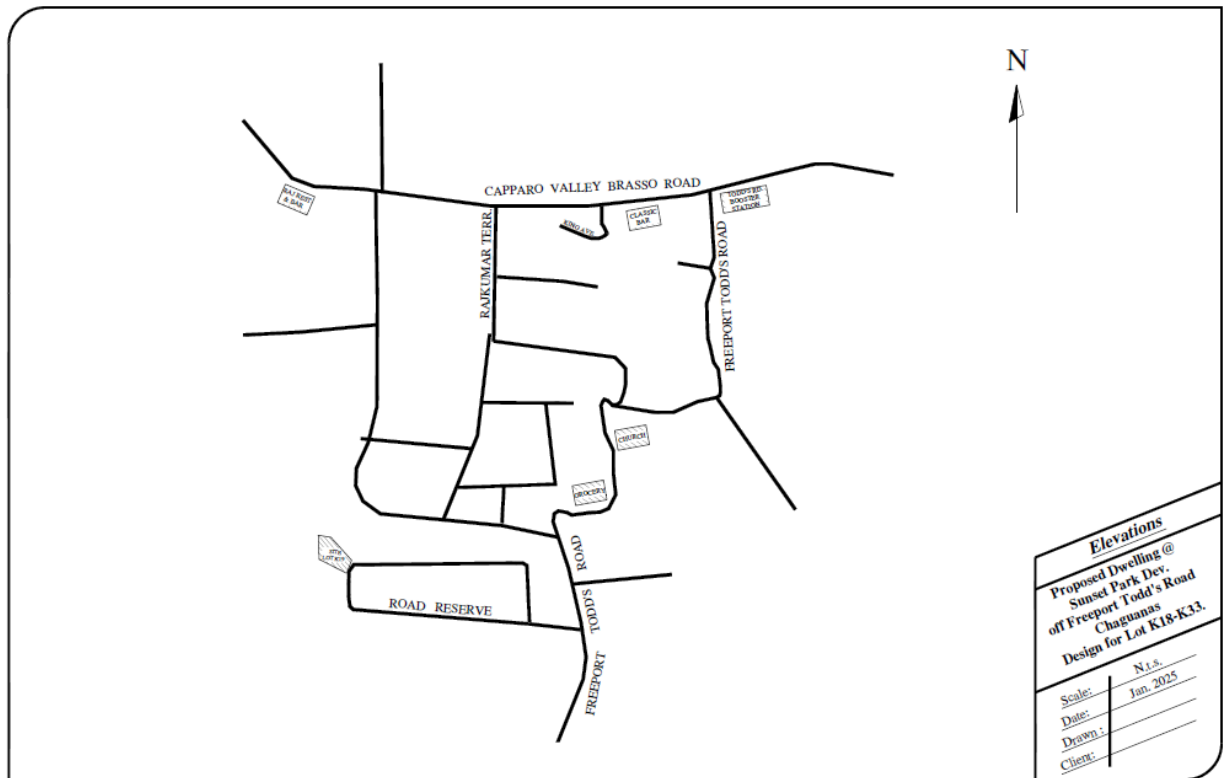 N
CAPPARO VALLEY BRASSO ROAD
RAJ REST
& BAR
TODD'S RD.
BOOSTER
STATION
CLASSIC
BAR
KING AVE.
RAJKUMAR TERR.
FREEPORT TODD'S ROAD
CHURCH
GROCERY
SITE
LOT
ROAD RESERVE
FREEPORT TODD'S ROAD
Elevations
Proposed Dwelling @
Sunset Park Dev.
off Freeport Todd's Road
Chaguanas
Design for Lot K18-K33.
Scale: N.t.s.
Date: Jan. 2025
Drawn :
Client: